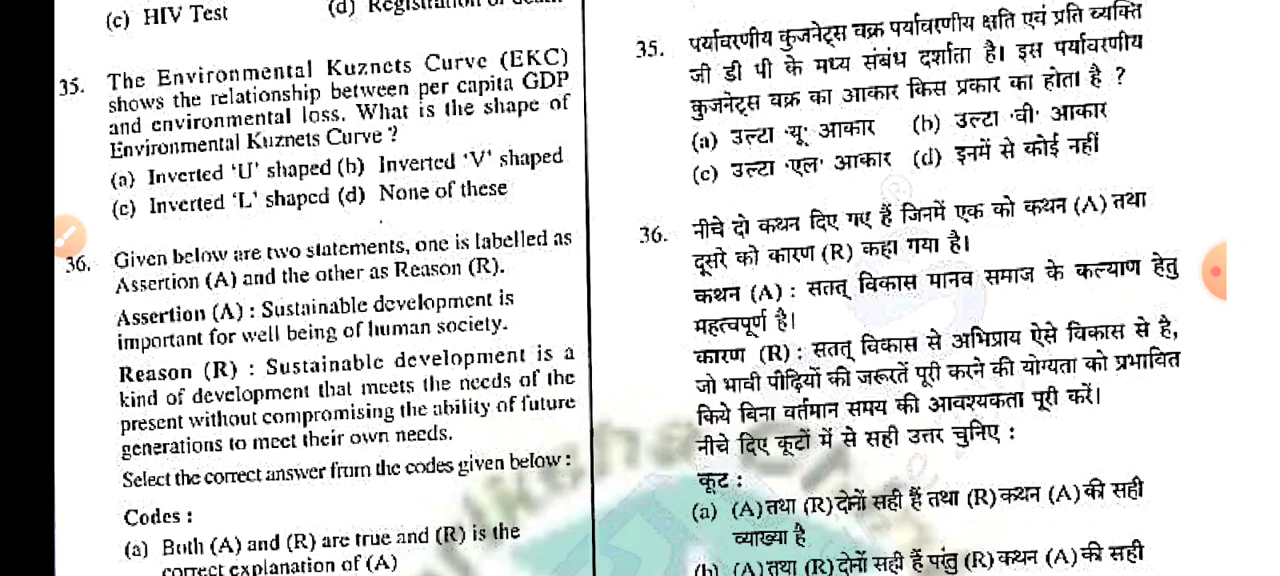 (c) HIV Test
35. The Environmental Kuznets Curve (EKC)
shows the relationship between per capita GDP
and environmental loss. What is the shape of
Environmental Kuznets Curve ?
(a) Inverted 'U' shaped (b) Inverted 'V' shaped
(c) Inverted 'L' shaped (d) None of these
36. Given below are two statements, one is labelled as
Assertion (A) and the other as Reason (R).
Assertion (A) : Sustainable development is
important for well being of human society.
Reason (R) : Sustainable development is a
kind of development that meets the needs of the
present without compromising the ability of future
generations to meet their own needs.
Select the correct answer from the codes given below :
Codes :
(a) Both (A) and (R) are true and (R) is the
correct explanation of (A)
35. पर्यावरणीय कुजनेट्स वक्र पर्यावरणीय क्षति एवं प्रति व्यक्ति
जी डी पी के मध्य संबंध दर्शाता है। इस पर्यावरणीय
कुजनेट्स वक्र का आकार किस प्रकार का होता है ?
(a) उल्टा 'यू' आकार (b) उल्टा 'वी' आकार
(c) उल्टा 'एल' आकार (d) इनमें से कोई नहीं
36. नीचे दो कथन दिए गए हैं जिनमें एक को कथन (A) तथा
दूसरे को कारण (R) कहा गया है।
कथन (A) : सतत् विकास मानव समाज के कल्याण हेतु
महत्वपूर्ण है।
कारण (R) : सतत् विकास से अभिप्राय ऐसे विकास से है,
जो भावी पीढ़ियों की जरूरतें पूरी करने की योग्यता को प्रभावित
किये बिना वर्तमान समय की आवश्यकता पूरी करें।
नीचे दिए कूटों में से सही उत्तर चुनिए :
कूट :
(a) (A) तथा (R) दोनों सही हैं तथा (R) कथन (A) की सही
व्याख्या है
(b) (A) तथा (R) दोनों सही हैं परंतु (R) कथन (A) की सही